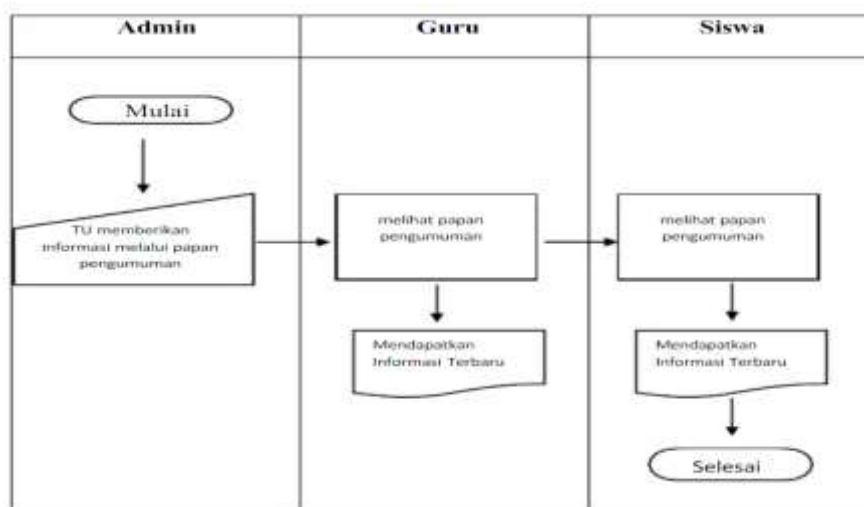 Admin
Guru
Siswa
Mulai
TU memberikan
Informasi melalui papan
pengumuman
melihat papan
pengumuman
melihat papan
pengumuman
Mendapatkan
Informasi Terbaru
Mendapatkan
Informasi Terbaru
Selesai